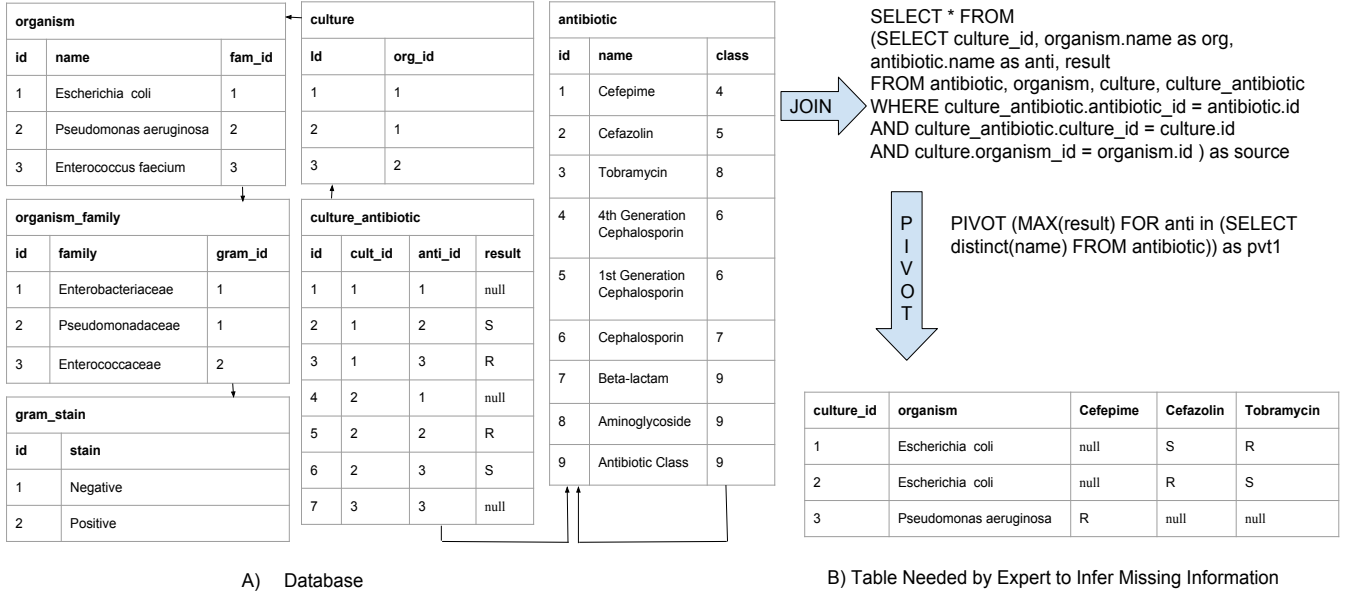 organism
id name fam_id
1 Escherichia coli 1
2 Pseudomonas aeruginosa 2
3 Enterococcus faecium 3
organism_family
id family gram_id
1 Enterobacteriaceae 1
2 Pseudomonadaceae 1
3 Enterococcaceae 2
gram_stain
id stain
1 Negative
2 Positive
culture
Id org_id
1 1
2 1
3 2
culture_antibiotic
id cult_id anti_id result
1 1 1 null
2 1 2 S
3 1 3 R
4 2 1 null
5 2 2 R
6 2 3 S
7 3 3 null
antibiotic
id name class
1 Cefepime 4
2 Cefazolin 5
3 Tobramycin 8
4 4th Generation 6
Cephalosporin
5 1st Generation 6
Cephalosporin
6 Cephalosporin 7
7 Beta-lactam 9
8 Aminoglycoside 9
9 Antibiotic Class 9
A) Database
JOIN
SELECT * FROM
(SELECT culture_id, organism.name as org,
antibiotic.name as anti, result
FROM antibiotic, organism, culture, culture_antibiotic
WHERE culture_antibiotic.antibiotic_id = antibiotic.id
AND culture_antibiotic.culture_id = culture.id
AND culture.organism_id = organism.id ) as source
P
I
V
O
T
PIVOT (MAX(result) FOR anti in (SELECT
distinct(name) FROM antibiotic)) as pvt1
culture_id organism Cefepime Cefazolin Tobramycin
1 Escherichia coli null S R
2 Escherichia coli null R S
3 Pseudomonas aeruginosa R null null
B) Table Needed by Expert to Infer Missing Information